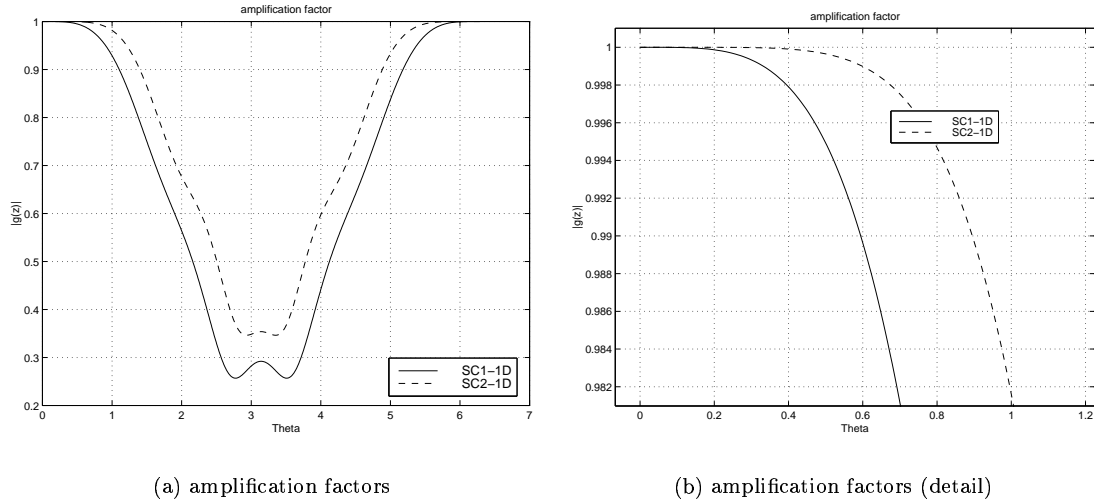 amplification factor
1
0.9
0.8
0.7
0.6
0.5
0.4
0.3
0.2
|g(z)|
0 1 2 3 4 5 6 7
Theta
SC1-1D
SC2-1D
(a) amplification factors
amplification factor
1
0.998
0.996
0.994
0.992
0.99
0.988
0.986
0.984
0.982
|g(z)|
0 0.2 0.4 0.6 0.8 1 1.2
Theta
SC1-1D
SC2-1D
(b) amplification factors (detail)